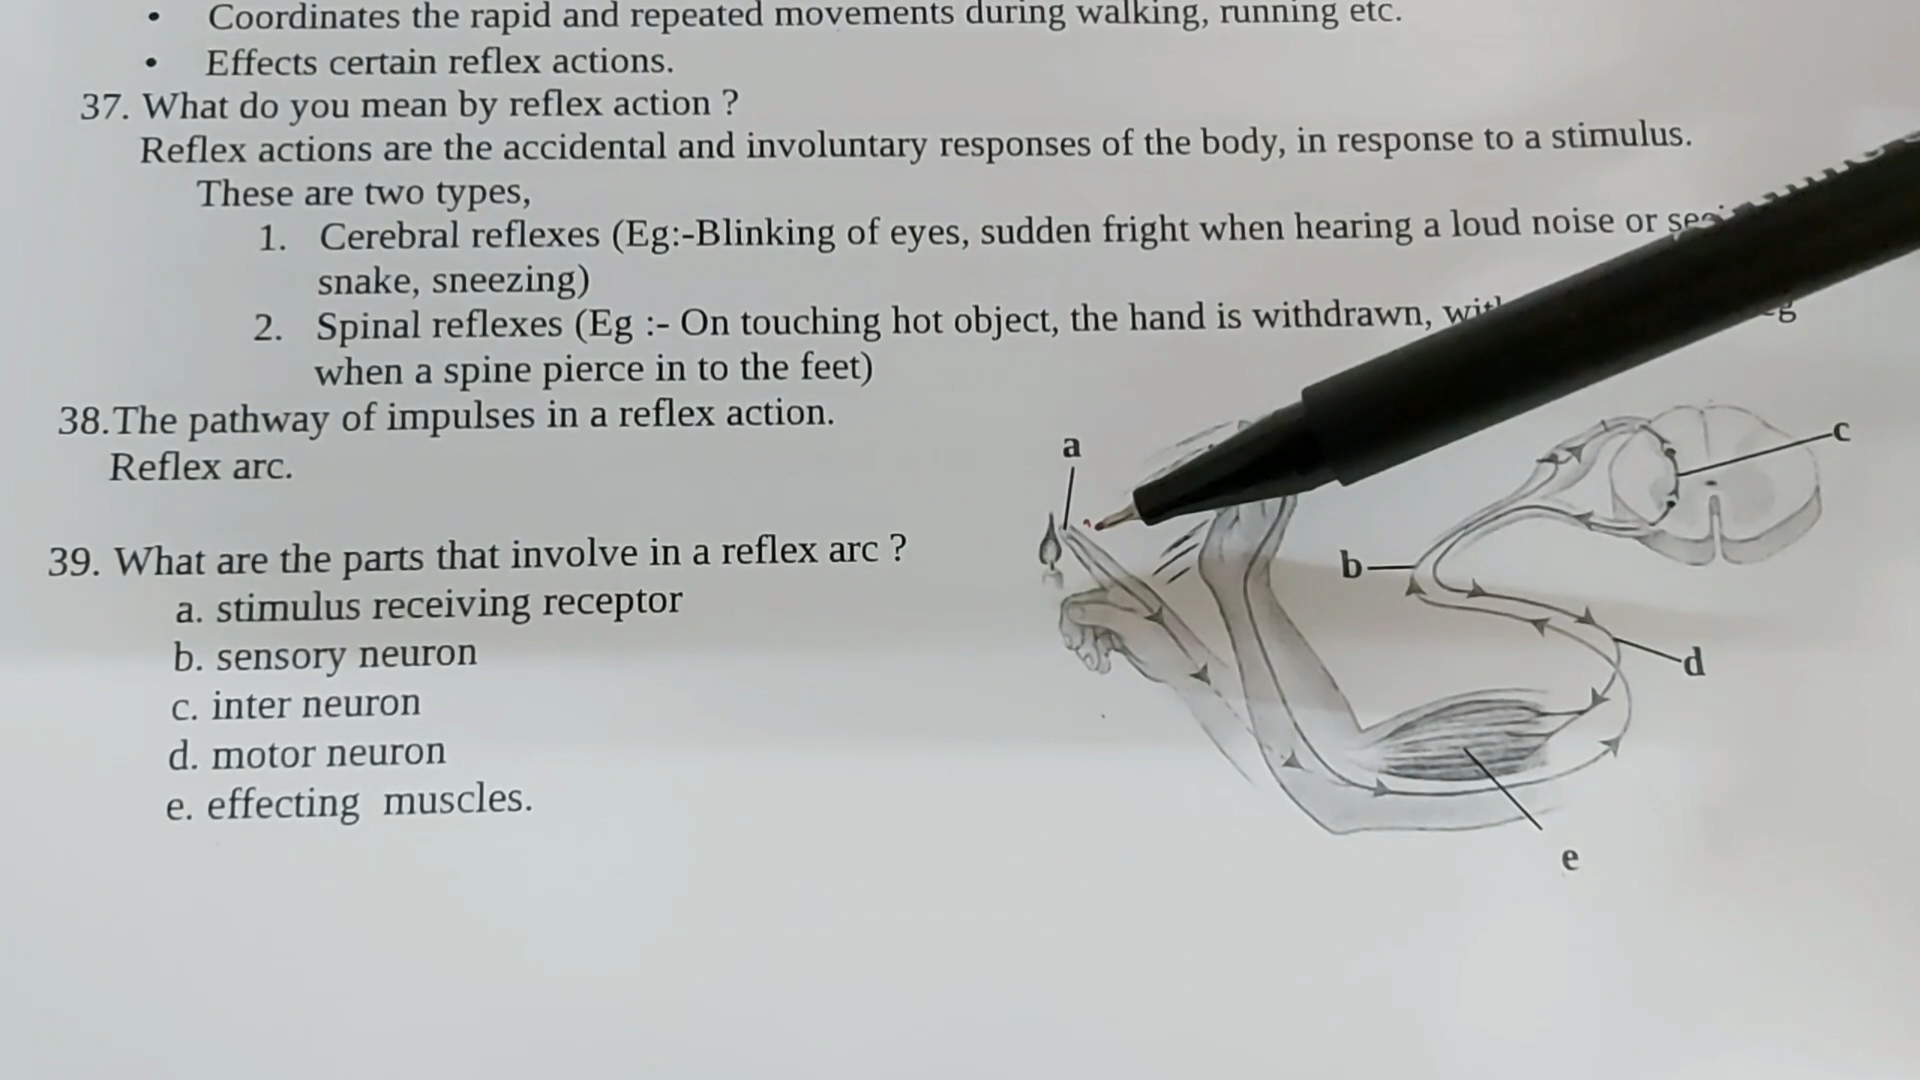 • Coordinates the rapid and repeated movements during walking, running etc.
• Effects certain reflex actions.
37. What do you mean by reflex action ?
Reflex actions are the accidental and involuntary responses of the body, in response to a stimulus.
These are two types,
1. Cerebral reflexes (Eg:-Blinking of eyes, sudden fright when hearing a loud noise or
snake, sneezing)
2. Spinal reflexes (Eg :- On touching hot object, the hand is withdrawn,
when a spine pierce in to the feet)
38.The pathway of impulses in a reflex action.
Reflex arc.
39. What are the parts that involve in a reflex arc ?
a. stimulus receiving receptor
b. sensory neuron
c. inter neuron
d. motor neuron
e. effecting muscles.
a
c
b
d
e